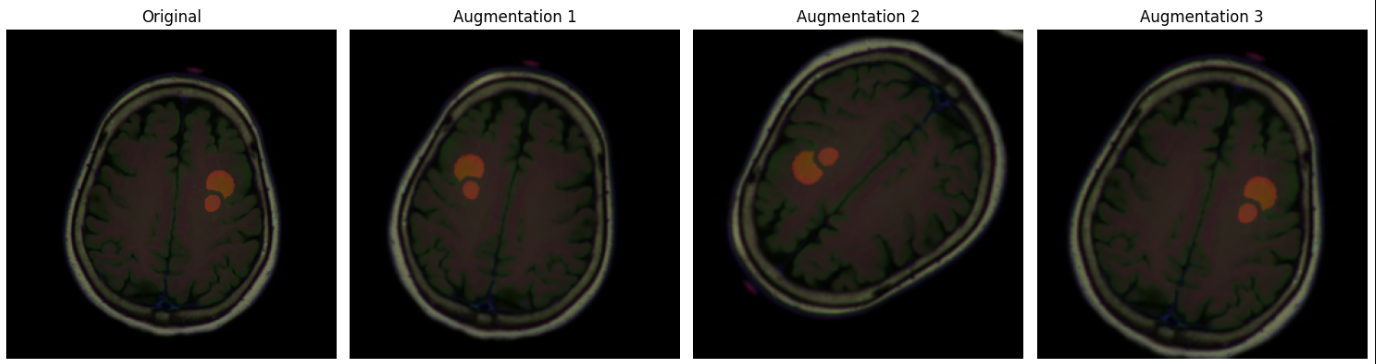 Original
Augmentation 1
Augmentation 2
Augmentation 3